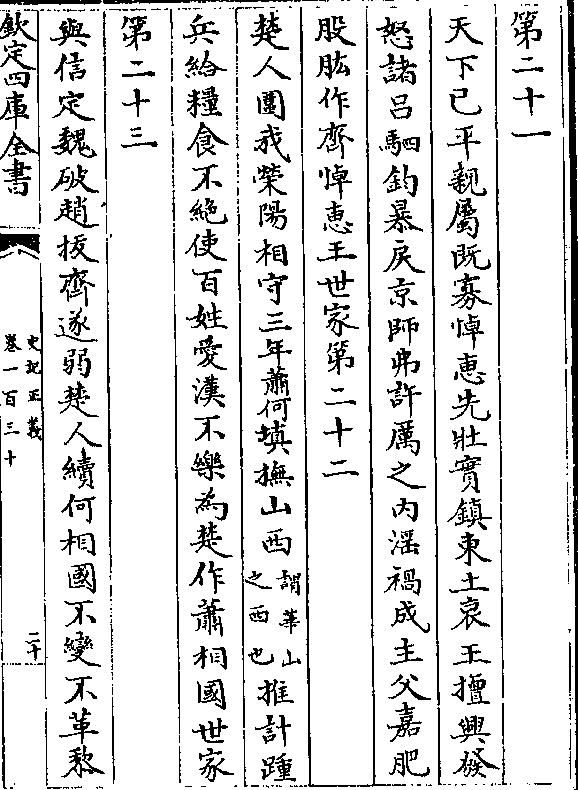 第二十一
天下已平親屬既寡悼惠先壯實鎮東土哀王擅興發
怒諸吕駟鈞暴戾京師弗許厲之内淫禍成主父嘉肥
股肱作齊悼惠王世家第二十二
楚人圍我滎陽相守三年蕭何填撫山西謂華山之西也推計踵
兵給糧食不絶使百姓愛漢不樂為楚作蕭相國世家
第二十三
與信定魏破趙拔齊遂弱楚人續何相國不變不革黎
欽定四庫全書
史記正義
卷一百三十
二十